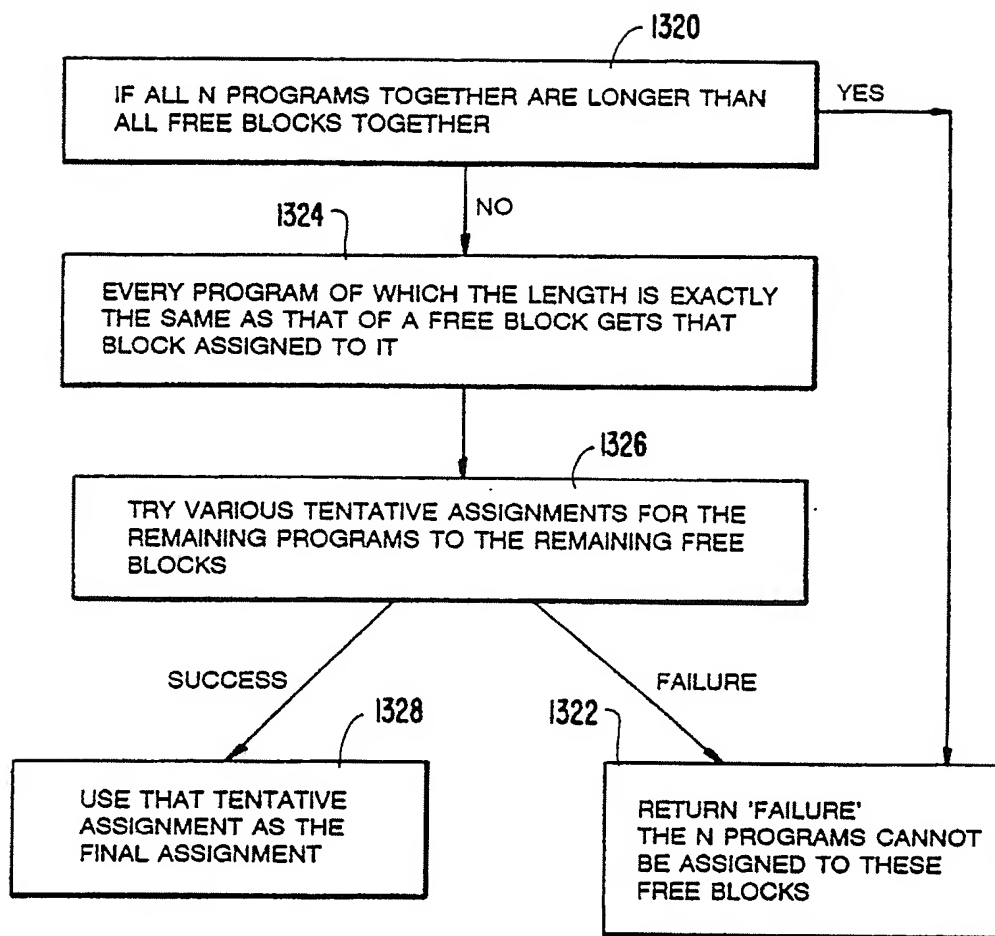 1320
IF ALL N PROGRAMS TOGETHER ARE LONGER THAN
ALL FREE BLOCKS TOGETHER
YES
NO
1324
EVERY PROGRAM OF WHICH THE LENGTH IS EXACTLY
THE SAME AS THAT OF A FREE BLOCK GETS THAT
BLOCK ASSIGNED TO IT
1326
TRY VARIOUS TENTATIVE ASSIGNMENTS FOR THE
REMAINING PROGRAMS TO THE REMAINING FREE
BLOCKS
SUCCESS
FAILURE
1328
USE THAT TENTATIVE
ASSIGNMENT AS THE
FINAL ASSIGNMENT
1322
RETURN 'FAILURE'
THE N PROGRAMS CANNOT
BE ASSIGNED TO THESE
FREE BLOCKS